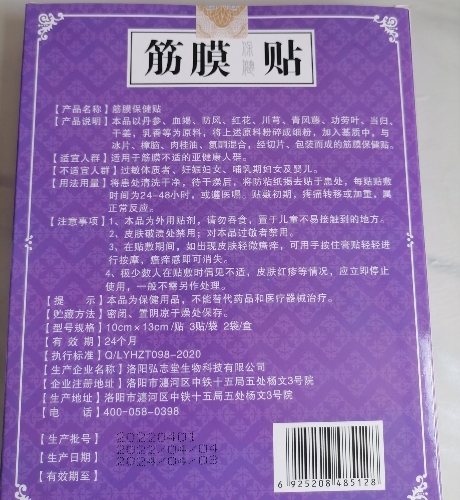 筋膜保健贴
【产品名称】筋膜保健贴
【产品说明】本品以丹参、血竭、防风、红花、川芎、青风藤、功劳叶、当归、
干姜、乳香等为原料，将上述原料粉碎成细粉，加入基质中，与
冰片、樟脑、肉桂油、氮酮混合，经切片、包装而成的筋膜保健贴。
【适宜人群】适用于筋膜不适的亚健康人群。
【不适宜人群】过敏体质者、妊娠妇女、哺乳期妇女及婴儿。
【用法用量】将患处清洗干净，待干燥后，将防粘纸揭去贴于患处，每贴贴敷
时间为24-48小时，或遵医嘱。贴敷初期，疼痛转移或加重，属
正常反应。
【注意事项】1、本品为外用贴剂，请勿吞食，置于儿童不易接触到的地方。
2、皮肤破溃处禁用；对本品过敏者禁用。
3、在贴敷期间，如出现皮肤轻微瘙痒，可用手按住膏贴轻轻进
行按摩，瘙痒感即可消失。
4、极少数人在贴敷时偶见不适，皮肤红疹等情况，应立即停止
使用，一般不需另作处理。
【提 示】本品为保健用品，不能替代药品和医疗器械治疗。
【贮藏方法】密闭、置阴凉干燥处保存。
【型号规格】10cm×13cm/贴 3贴/袋 2袋/盒
【有 效 期】24个月
【执行标准】Q/LYHZT098-2020
【生产企业名称】洛阳弘志堂生物科技有限公司
【企业注册地址】洛阳市瀍河区中铁十五局五处杨文3号院
【生产地址】洛阳市瀍河区中铁十五局五处杨文3号院
【电 话】400-058-0398
【生产批号】20220401
【生产日期】2022/04/04
【有效期至】2024/04/03
6925208485128